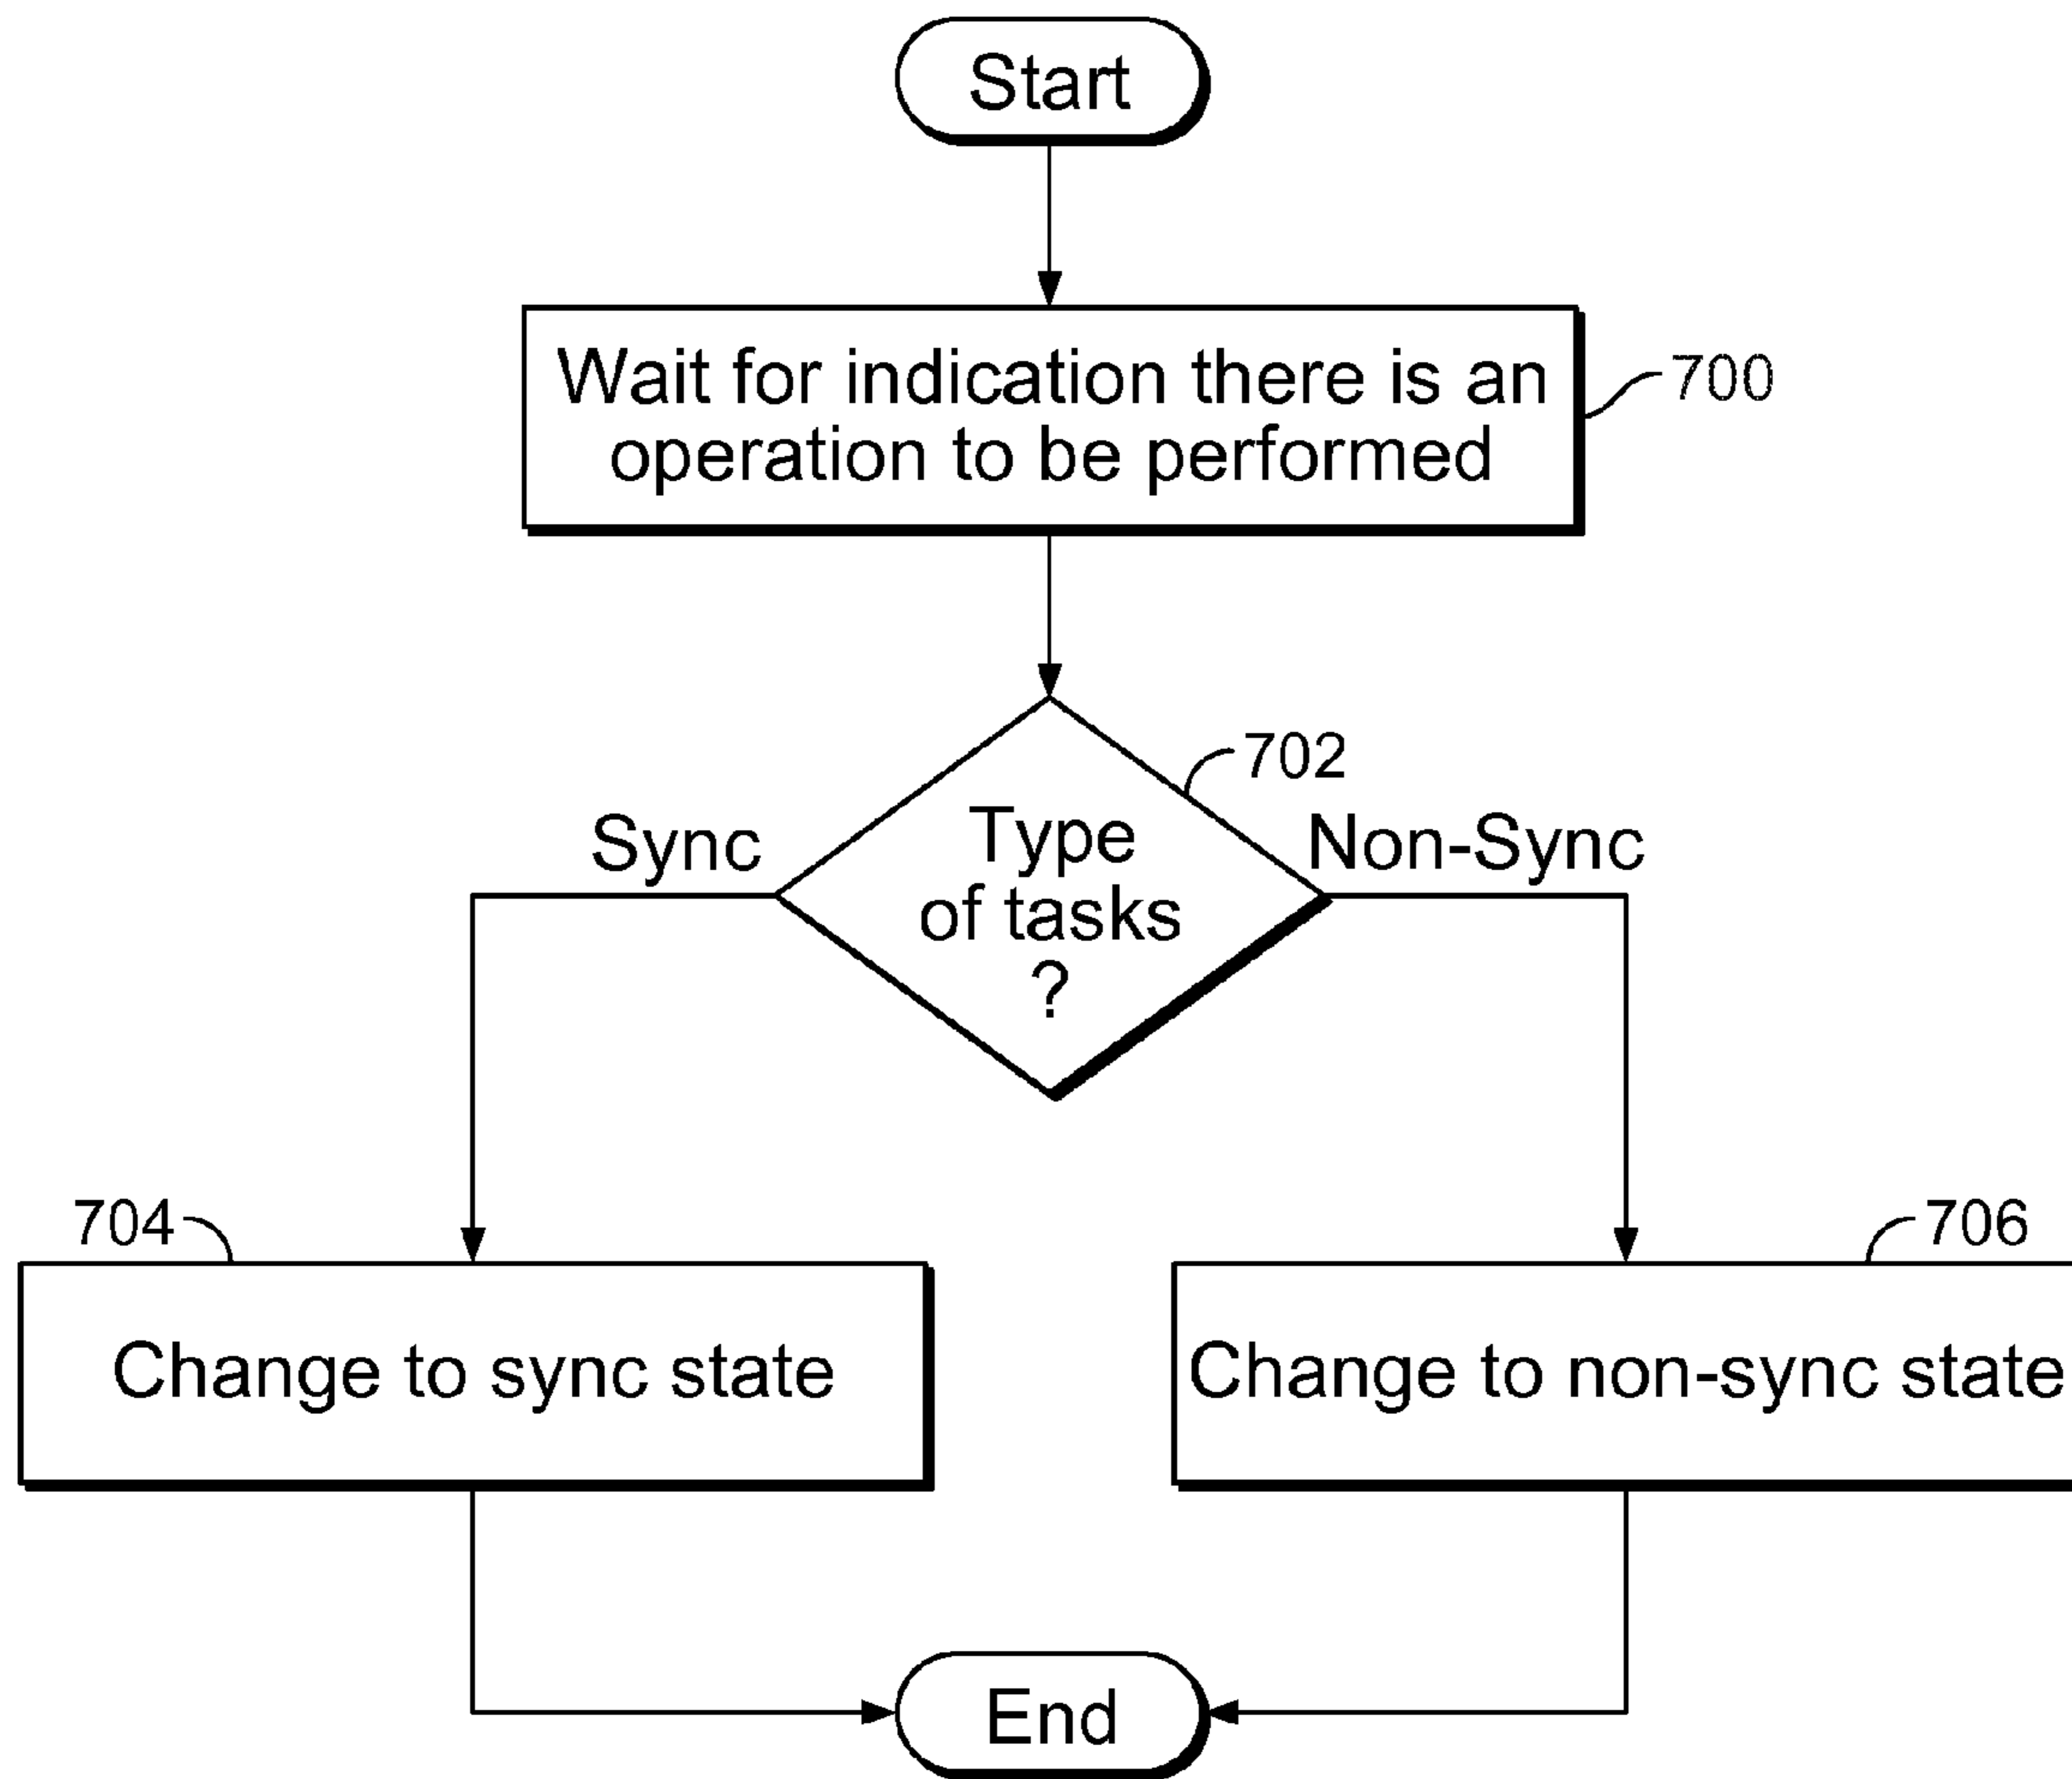 Start
Wait for indication there is an
operation to be performed
700
702
Sync
Type
of tasks
?
Non-Sync
704
706
Change to sync state
Change to non-sync state
End